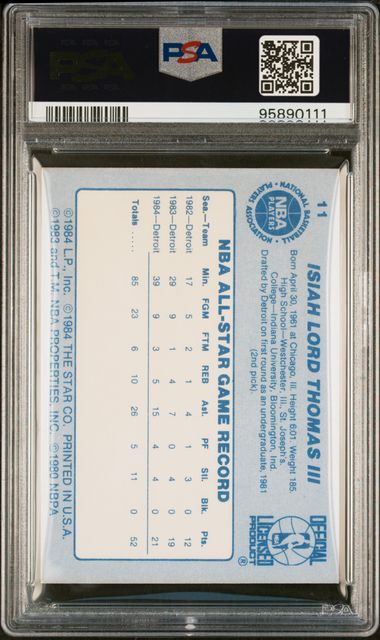 PSA
95890111
11
ISIAH LORD THOMAS III
Born April 30, 1961 at Chicago, Ill. Height 6:01. Weight 185.
High School—Westchester, Ill., St. Joseph's.
College—Indiana University, Bloomington, Ind.
Drafted by Detroit on first round as an undergraduate, 1981
(2nd pick).
NATIONAL BASKETBALL
PLAYERS ASSOCIATION
NBA
PLAYERS
OFFICIAL
LICENSED
PRODUCT
®
NBA ALL-STAR GAME RECORD
Sea.—Team Min. FGM FTM REB Ast. PF Stl. Blk. Pts.
1982—Detroit 17 5 2 1 4 1 3 0 12
1983—Detroit 29 9 1 4 7 0 4 0 19
1984—Detroit 39 9 3 5 15 4 4 0 21
Totals ..... 85 23 6 10 26 5 11 0 52
©1984 L.P., Inc. ©1984 THE STAR CO. PRINTED IN U.S.A.
©1983 and T.M. NBA PROPERTIES, INC. ©1980 NBPA
PSA